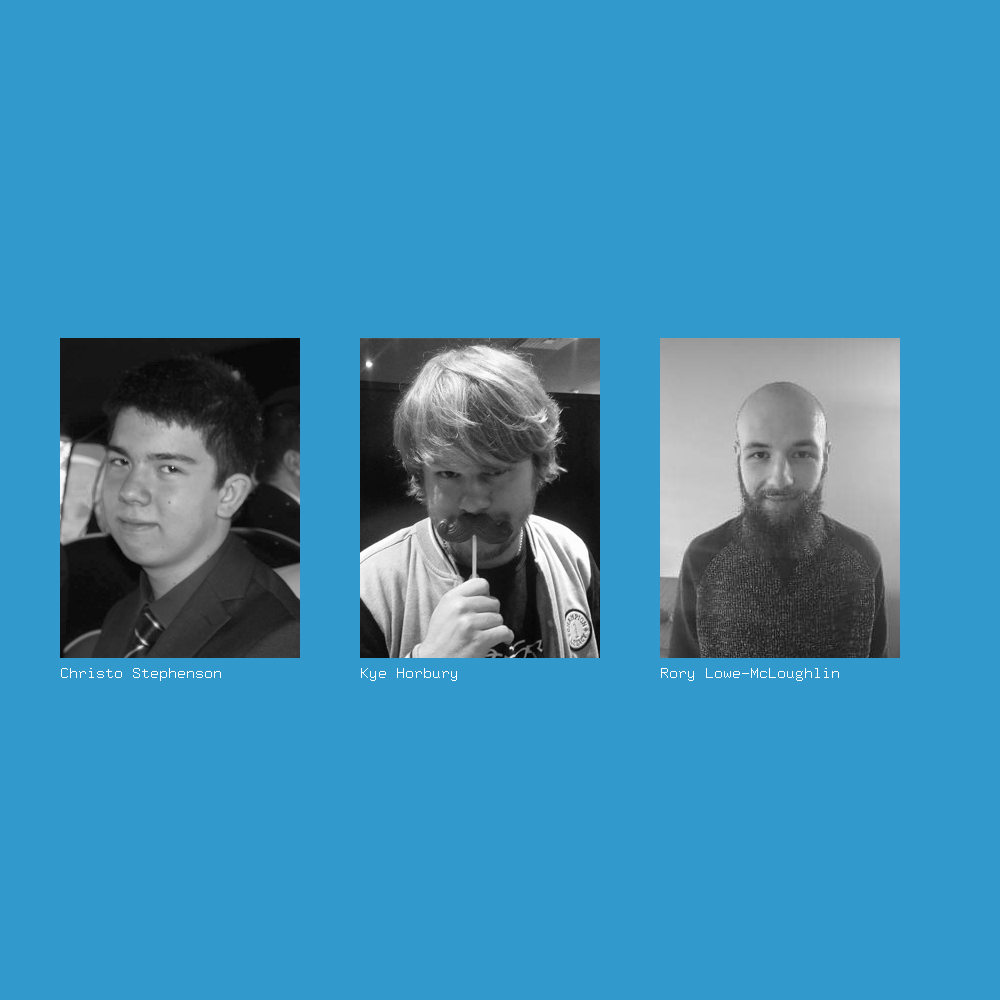 Christo Stephenson
Kye Horbury
Rory Lowe-McLoughlin